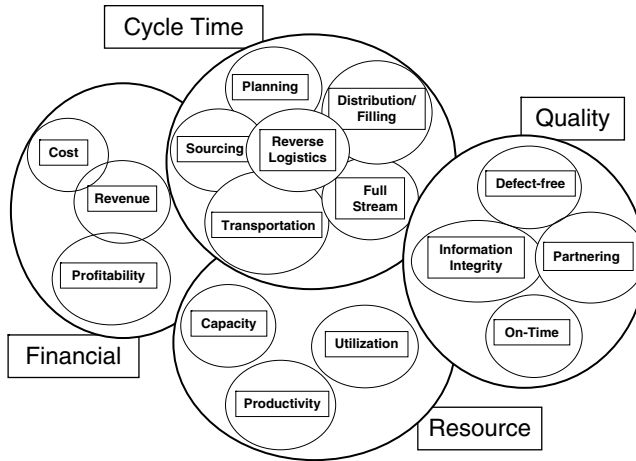 Cycle Time
Planning
Distribution/
Filling
Sourcing
Reverse
Logistics
Full
Stream
Transportation
Cost
Revenue
Profitability
Financial
Quality
Defect-free
Information
Integrity
Partnering
On-Time
Capacity
Utilization
Productivity
Resource